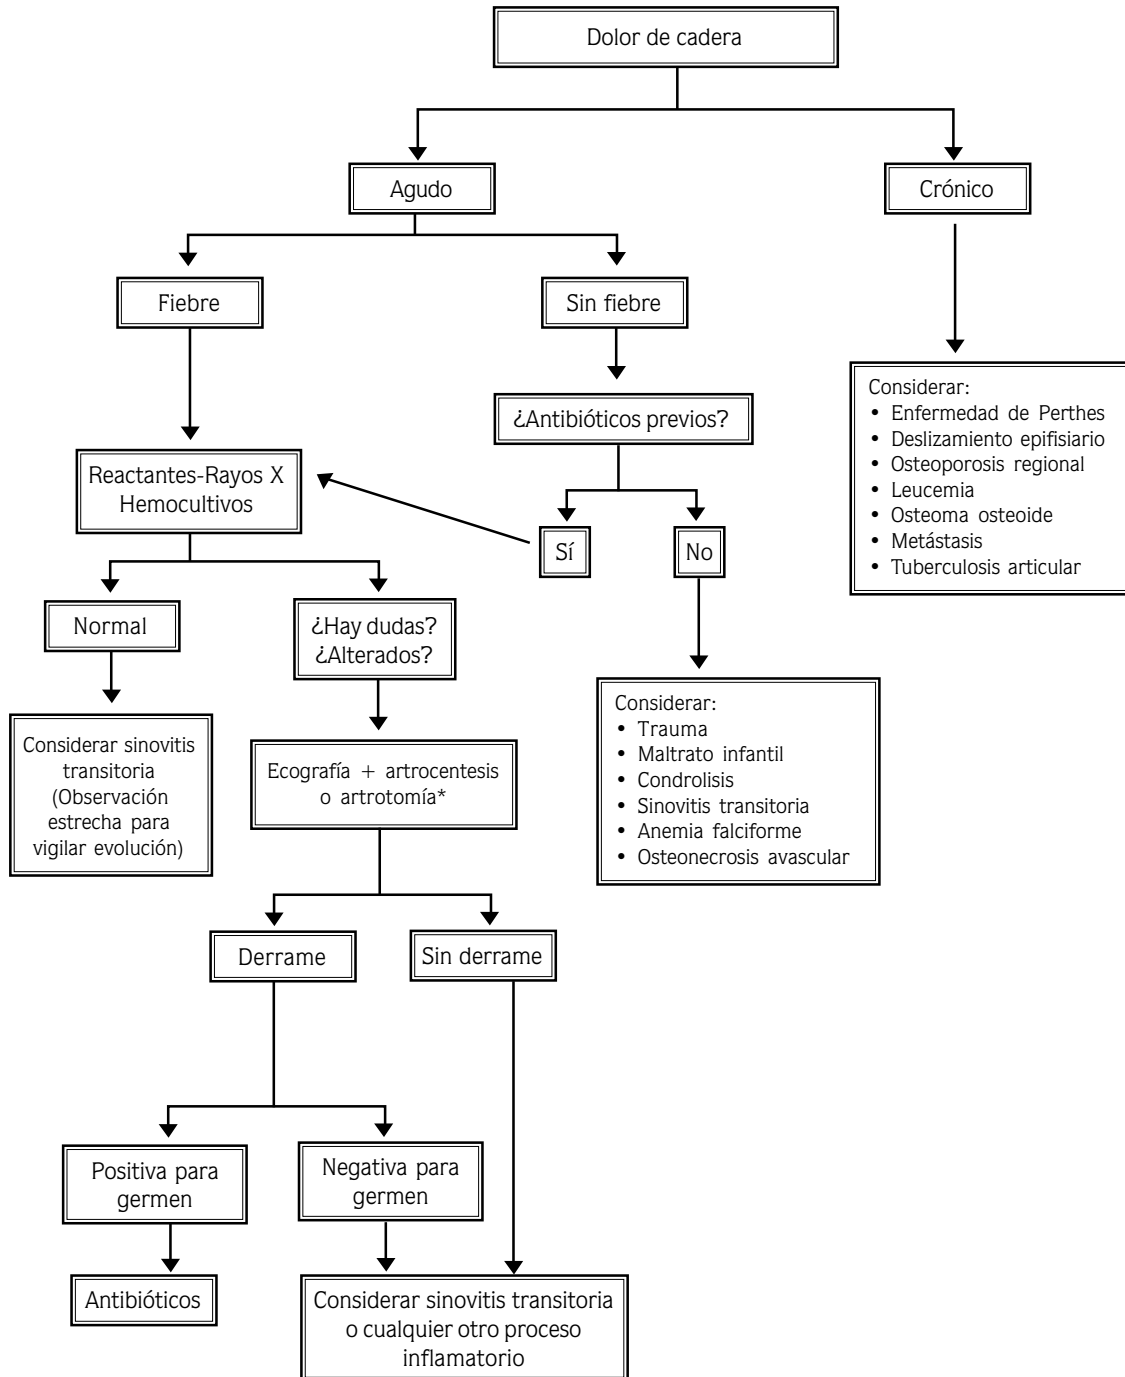 Dolor de cadera
Agudo
Crónico
Fiebre
Sin fiebre
¿Antibióticos previos?
Considerar:
• Enfermedad de Perthes
• Deslizamiento epifisiario
• Osteoporosis regional
• Leucemia
• Osteoma osteoide
• Metástasis
• Tuberculosis articular
Reactantes-Rayos X
Hemocultivos
Sí
No
Normal
¿Hay dudas?
¿Alterados?
Considerar sinovitis
transitoria
(Observación
estrecha para
vigilar evolución)
Ecografía + artrocentesis
o artrotomía*
Considerar:
• Trauma
• Maltrato infantil
• Condrolisis
• Sinovitis transitoria
• Anemia falciforme
• Osteonecrosis avascular
Derrame
Sin derrame
Positiva para
germen
Negativa para
germen
Antibióticos
Considerar sinovitis transitoria
o cualquier otro proceso
inflamatorio